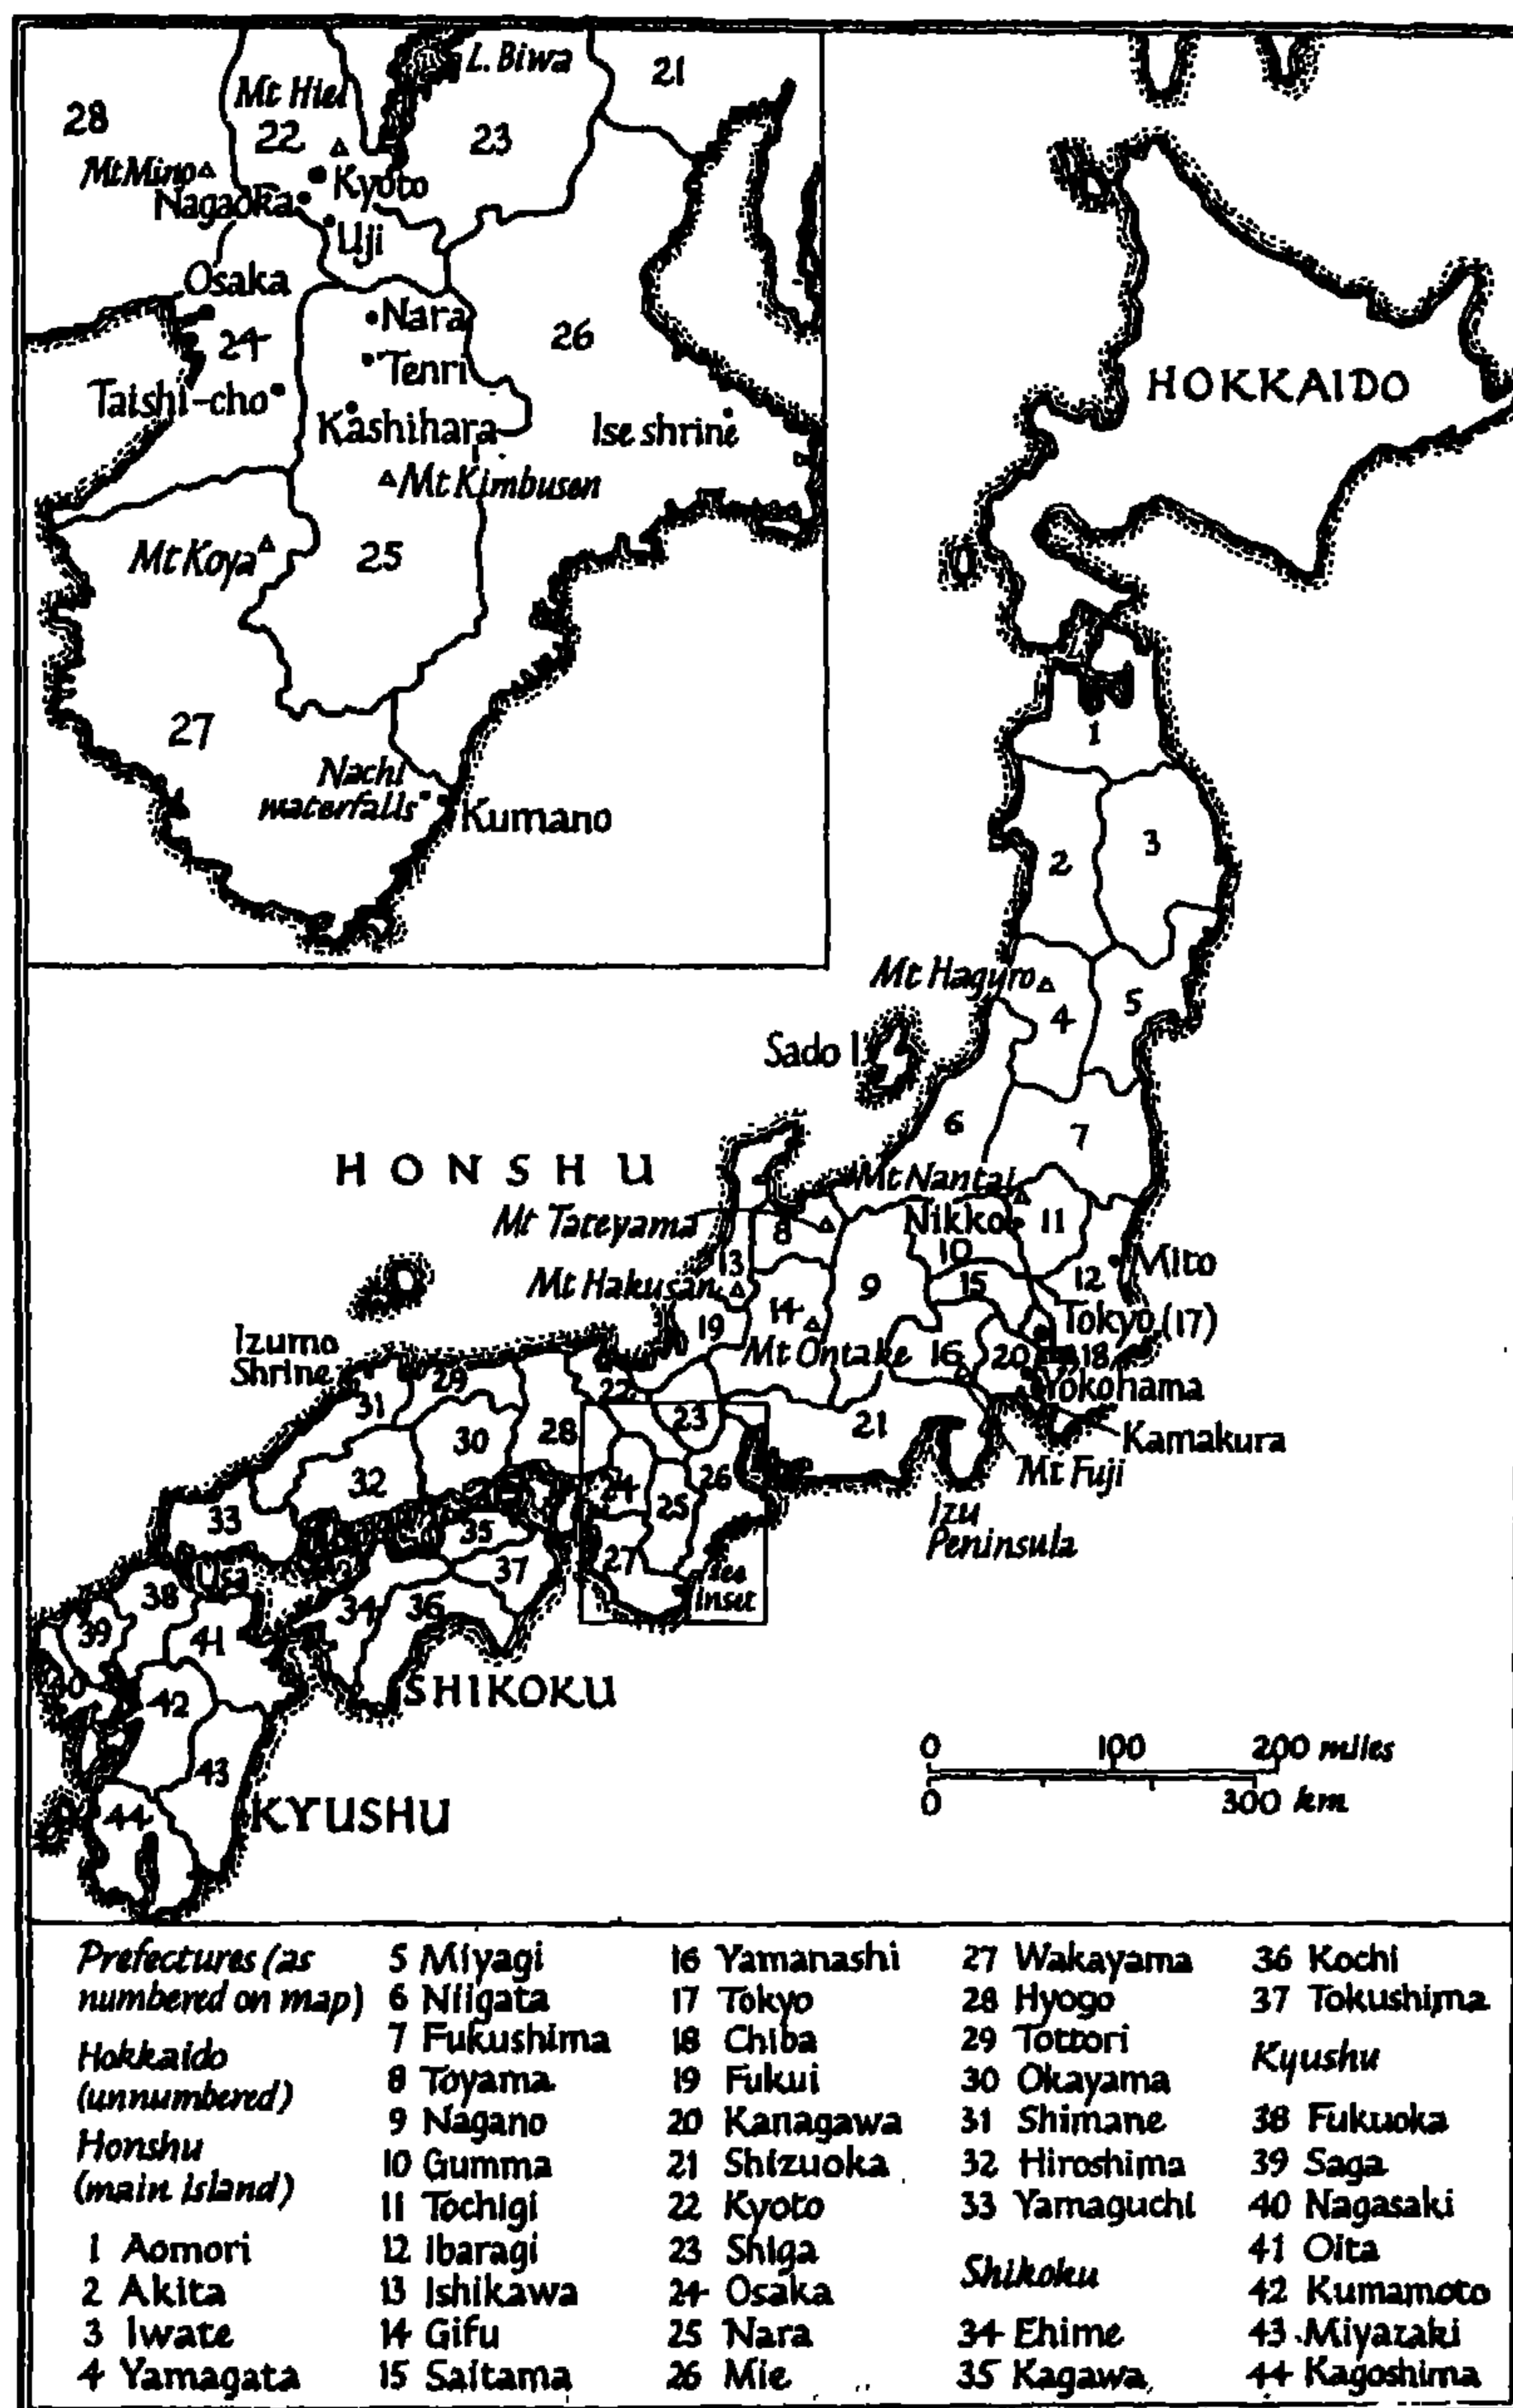 L. Biwa
21
Mt Hiei
28
22
23
Mt Mino
Kyoto
Nagaoka
Uji
Osaka
Nara
26
24
Tenri
Taishi-cho
Kashihara
Ise shrine
Mt Kimbusen
Mt Koya
25
27
Nachi
waterfalls
Kumano
HOKKAIDO
1
2
3
Mt Hagyro
4
5
Sado I.
6
7
HONSHU
Mt Nantai
Mt Tateyama
8
Nikko
11
10
Mito
13
12
Mt Hakusan
9
15
14
Tokyo (17)
19
Izumo
Shrine
Mt Ontake
16
20
18
29
22
Yokohama
31
23
21
30
28
Kamakura
32
26
Mt Fuji
24
25
Izu
Peninsula
33
35
27
37
See
inset
Usa
38
34
36
39
41
40
42
SHIKOKU
43
44
KYUSHU
0 100 200 miles
0 300 km
Prefectures (as
numbered on map)
Hokkaido
(unnumbered)
Honshu
(main island)
1 Aomori
2 Akita
3 Iwate
4 Yamagata
5 Miyagi
6 Niigata
7 Fukushima
8 Toyama
9 Nagano
10 Gumma
11 Tochigi
12 Ibaragi
13 Ishikawa
14 Gifu
15 Saitama
16 Yamanashi
17 Tokyo
18 Chiba
19 Fukui
20 Kanagawa
21 Shizuoka
22 Kyoto
23 Shiga
24 Osaka
25 Nara
26 Mie
27 Wakayama
28 Hyogo
29 Tottori
30 Okayama
31 Shimane
32 Hiroshima
33 Yamaguchi
Shikoku
34 Ehime
35 Kagawa
36 Kochi
37 Tokushima
Kyushu
38 Fukuoka
39 Saga
40 Nagasaki
41 Oita
42 Kumamoto
43 Miyazaki
44 Kagoshima